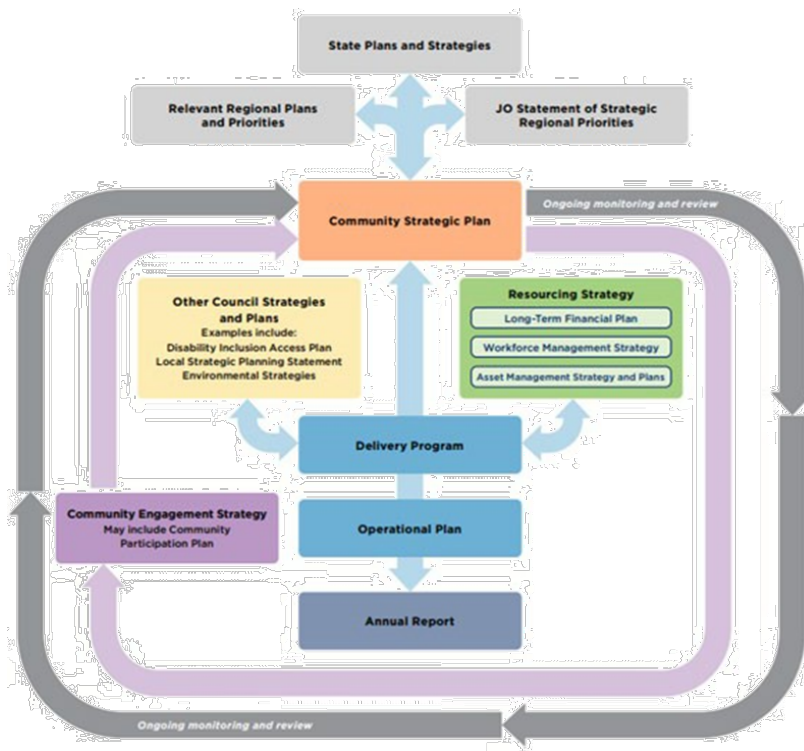 State Plans and Strategies
Relevant Regional Plans
and Priorities
JO Statement of Strategic
Regional Priorities
Community Strategic Plan
Ongoing monitoring and review
Other Council Strategies
and Plans
Examples include:
Disability Inclusion Access Plan
Local Strategic Planning Statement
Environmental Strategies
Resourcing Strategy
Long-Term Financial Plan
Workforce Management Strategy
Asset Management Strategy and Plans
Delivery Program
Community Engagement Strategy
May include Community
Participation Plan
Operational Plan
Annual Report
Ongoing monitoring and review